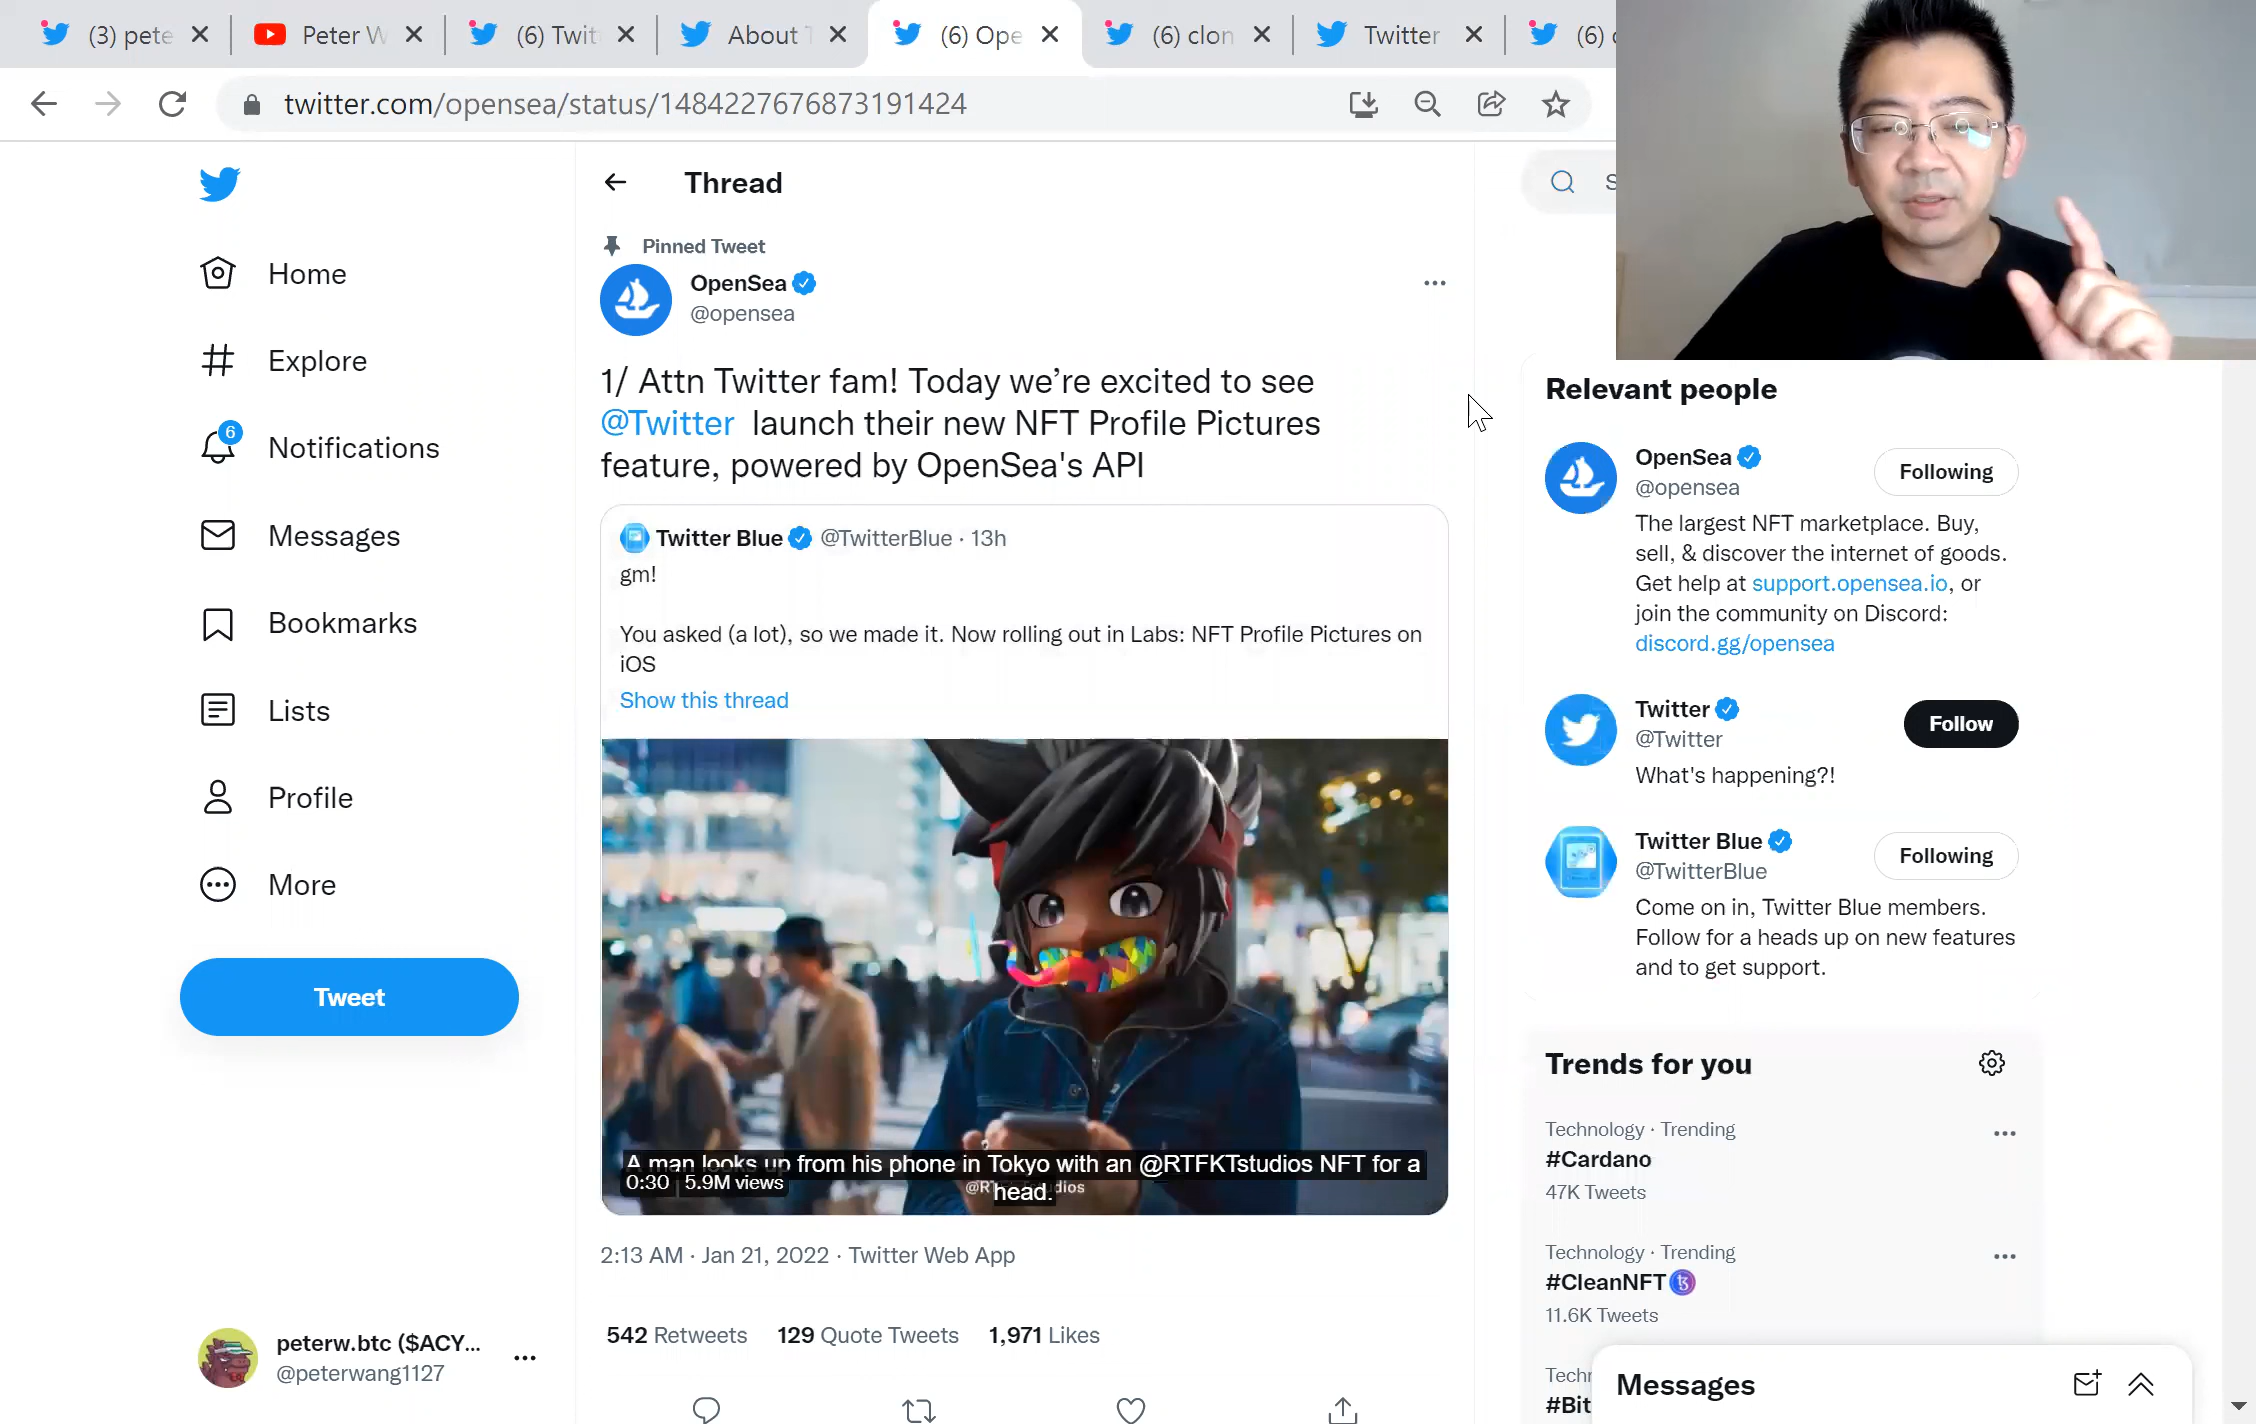 (3) pete
Peter W
(6) Twit
About T
(6) Ope
(6) clon
Twitter
(6)
twitter.com/opensea/status/1484227676873191424
Home
Explore
6
Notifications
Messages
Bookmarks
Lists
Profile
More
Tweet
peterw.btc ($ACY...
@peterwang1127
Thread
Pinned Tweet
OpenSea
@opensea
1/ Attn Twitter fam! Today we’re excited to see
@Twitter launch their new NFT Profile Pictures
feature, powered by OpenSea's API
Twitter Blue @TwitterBlue · 13h
gm!
You asked (a lot), so we made it. Now rolling out in Labs: NFT Profile Pictures on
iOS
Show this thread
A man looks up from his phone in Tokyo with an @RTFKTstudios NFT for a
head.
0:30 5.9M views
2:13 AM · Jan 21, 2022 · Twitter Web App
542 Retweets 129 Quote Tweets 1,971 Likes
S
Relevant people
OpenSea
@opensea
Following
The largest NFT marketplace. Buy,
sell, & discover the internet of goods.
Get help at support.opensea.io, or
join the community on Discord:
discord.gg/opensea
Twitter
@Twitter
Follow
What's happening?!
Twitter Blue
@TwitterBlue
Following
Come on in, Twitter Blue members.
Follow for a heads up on new features
and to get support.
Trends for you
Technology · Trending
#Cardano
47K Tweets
Technology · Trending
#CleanNFT
11.6K Tweets
Techn
#Bit
Messages